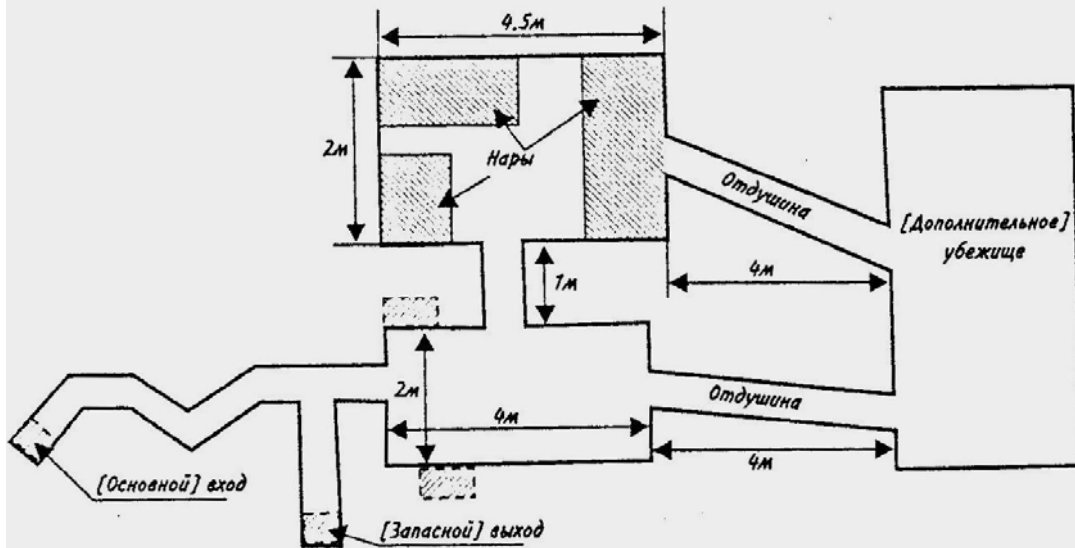 4.5м
2м
Нары
Отдушина
[Дополнительное]
убежище
1м
4м
2м
4м
Отдушина
4м
[Основной] вход
[Запасной] выход